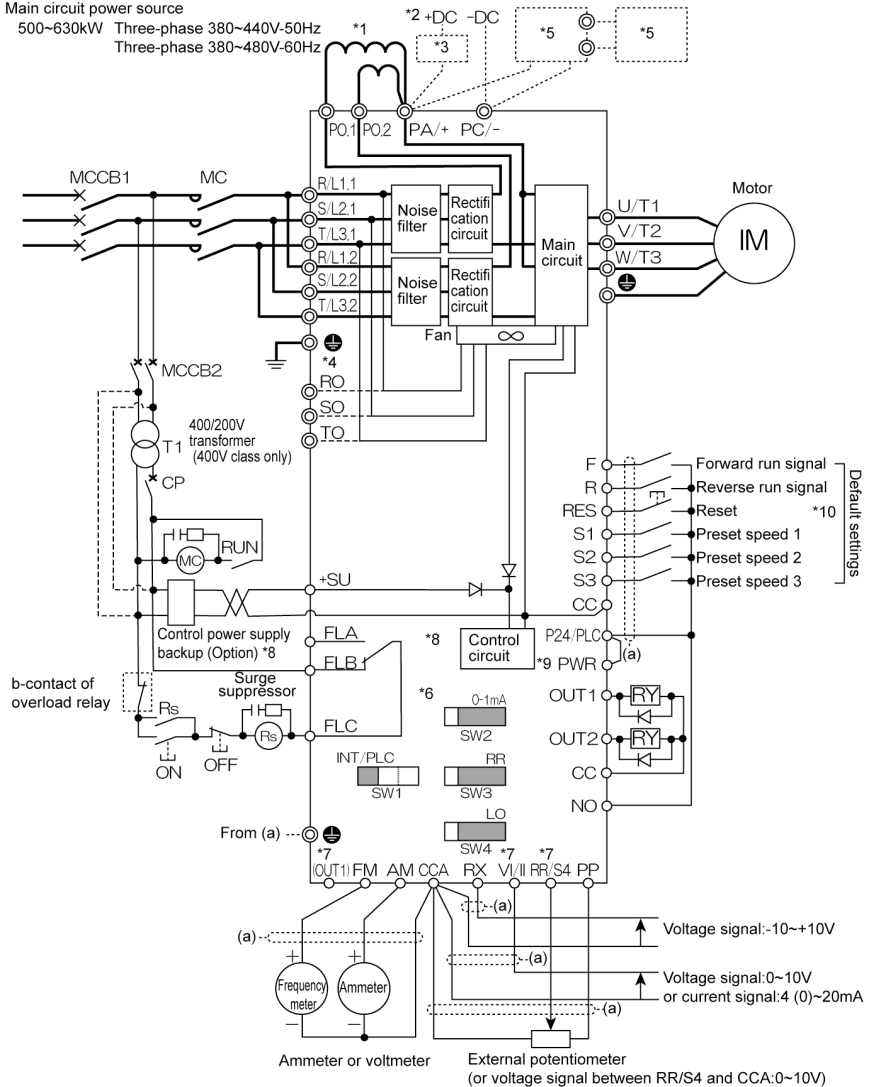 Main circuit power source
500~630kW Three-phase 380~440V-50Hz
Three-phase 380~480V-60Hz
*1
*2 +DC -DC
*3
*5
*5
PO.1 PO.2 PA/+ PC/-
MCCB1
MC
R/L1.1
S/L2.1
T/L3.1
R/L1.2
S/L2.2
T/L3.2
Noise
filter
Rectifi
cation
circuit
Noise
filter
Rectifi
cation
circuit
Main
circuit
Fan
U/T1
V/T2
W/T3
Motor
IM
*4
RO
SO
TO
MCCB2
T1
400/200V
transformer
(400V class only)
CP
RUN
MC
+SU
Control power supply
backup (Option) *8
FLA
FLB
FLC
*8
Control
circuit
*6
b-contact of
overload relay
Rs
Surge
suppressor
Rs
ON
OFF
F
R
RES
S1
S2
S3
CC
P24/PLC
*9 PWR
(a)
OUT1
RY
OUT2
RY
CC
NO
Forward run signal
Reverse run signal
Reset
*10
Preset speed 1
Preset speed 2
Preset speed 3
Default settings
0-1mA
SW2
INT/PLC
SW1
RR
SW3
LO
SW4
From (a)
*7
*7
*7
(OUT1) FM AM CCA RX VI/II RR/S4 PP
(a)
(a)
(a)
(a)
+
+
Frequency
meter
Ammeter
−
−
Ammeter or voltmeter
Voltage signal:-10~+10V
Voltage signal:0~10V
or current signal:4 (0)~20mA
External potentiometer
(or voltage signal between RR/S4 and CCA:0~10V)